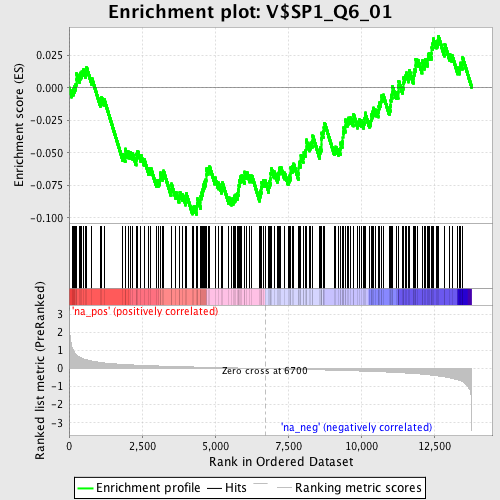 Enrichment plot: V$SP1_Q6_01
Enrichment score (ES)
0.025
0.000
-0.025
-0.050
-0.075
-0.100
'na_pos' (positively correlated)
Ranked list metric (PreRanked)
3
2
1
0
-1
-2
-3
Zero cross at 6700
'na_neg' (negatively correlated)
0
2,500
5,000
7,500
10,000
12,500
Rank in Ordered Dataset
Enrichment profile
Hits
Ranking metric scores